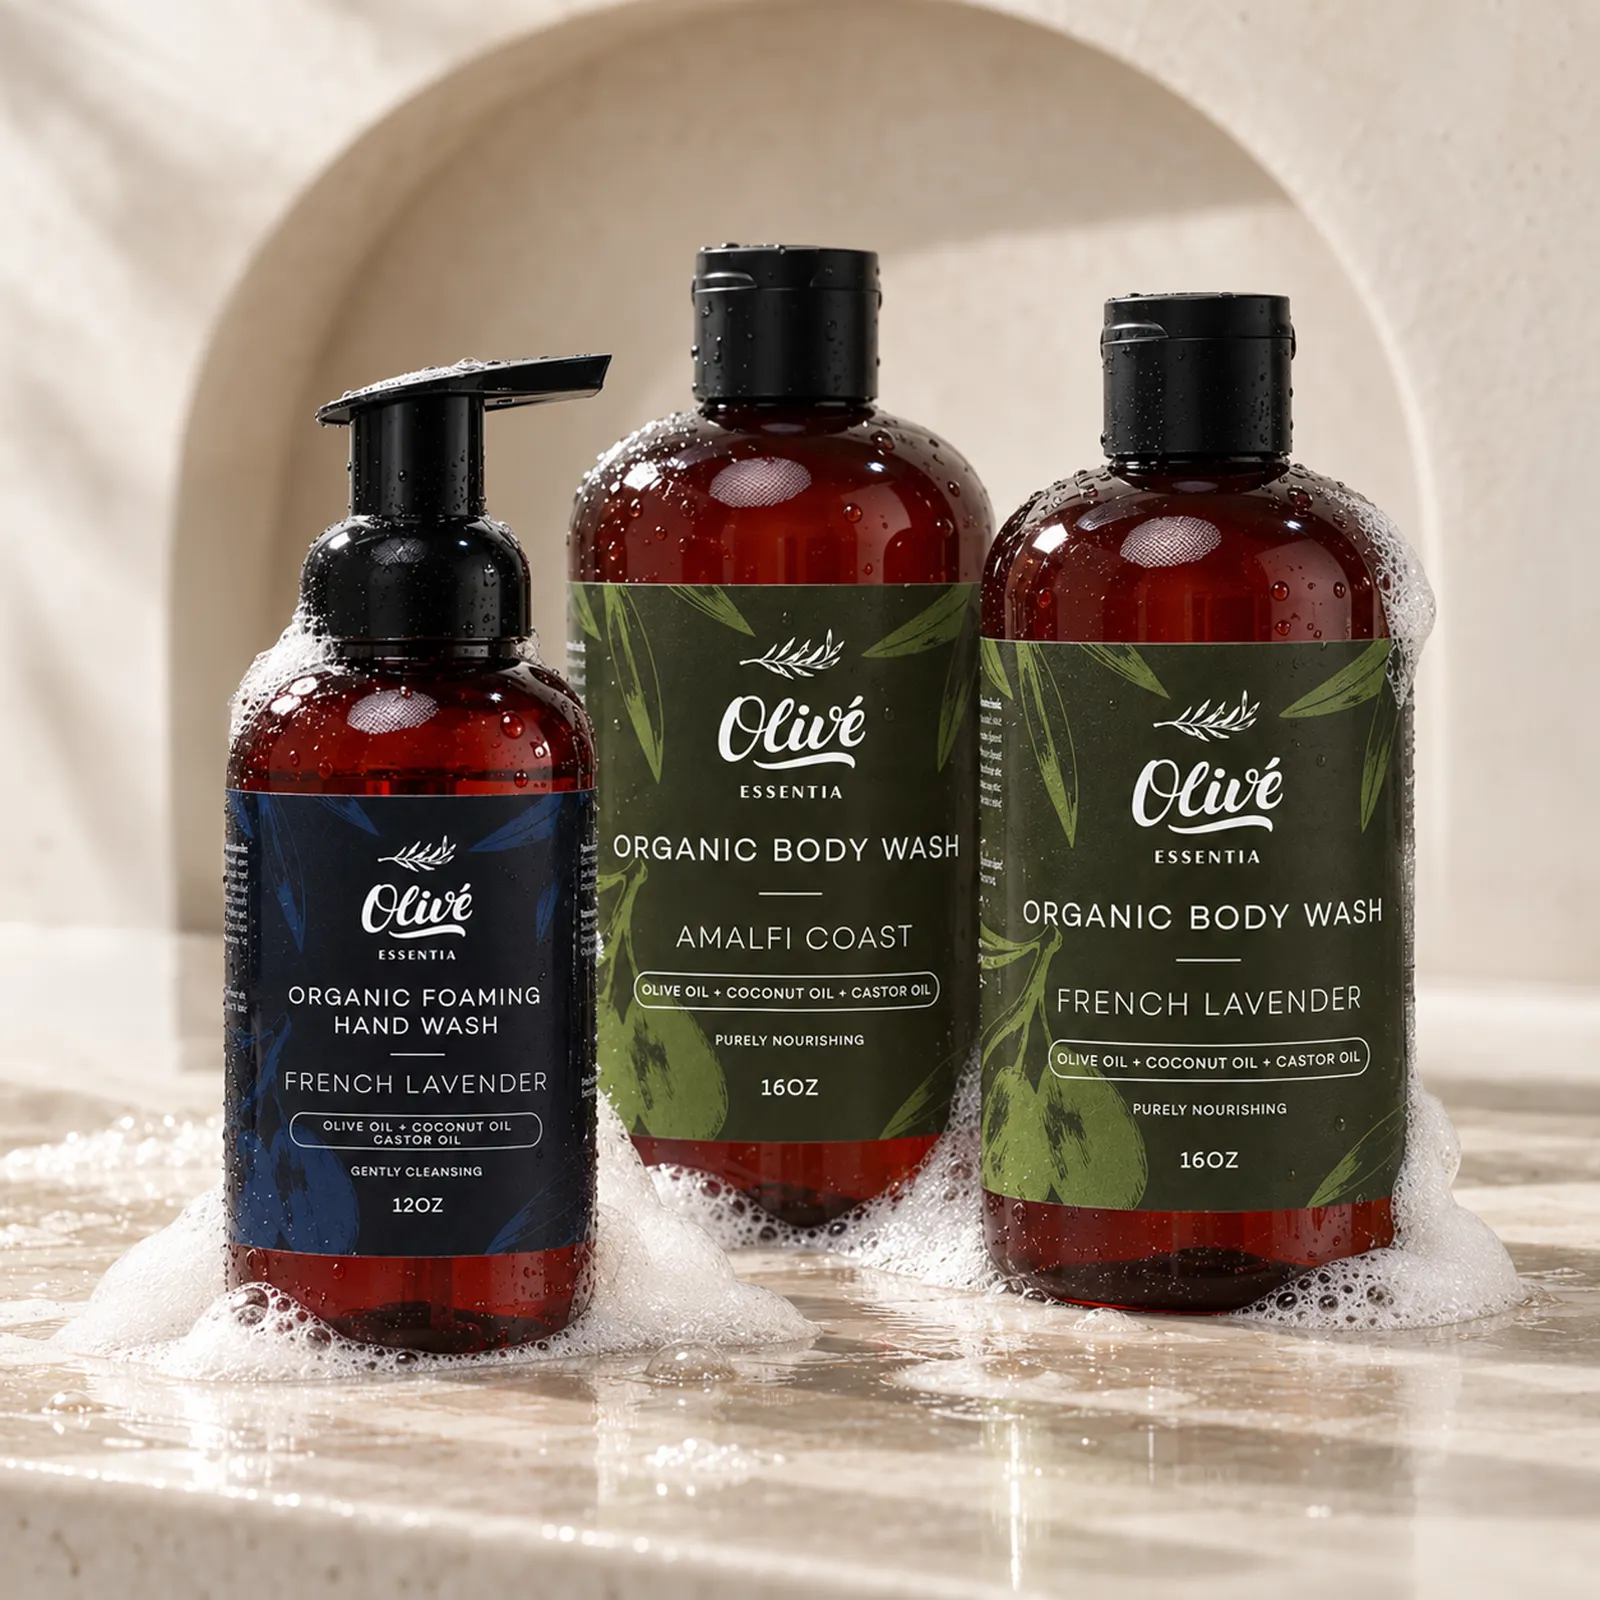 Olivé
ESSENTIA
ORGANIC FOAMING
HAND WASH
FRENCH LAVENDER
OLIVE OIL + COCONUT OIL
CASTOR OIL
GENTLY CLEANSING
12OZ
Olivé
ESSENTIA
ORGANIC BODY WASH
AMALFI COAST
OLIVE OIL + COCONUT OIL + CASTOR OIL
PURELY NOURISHING
16OZ
Olivé
ESSENTIA
ORGANIC BODY WASH
FRENCH LAVENDER
OLIVE OIL + COCONUT OIL + CASTOR OIL
PURELY NOURISHING
16OZ